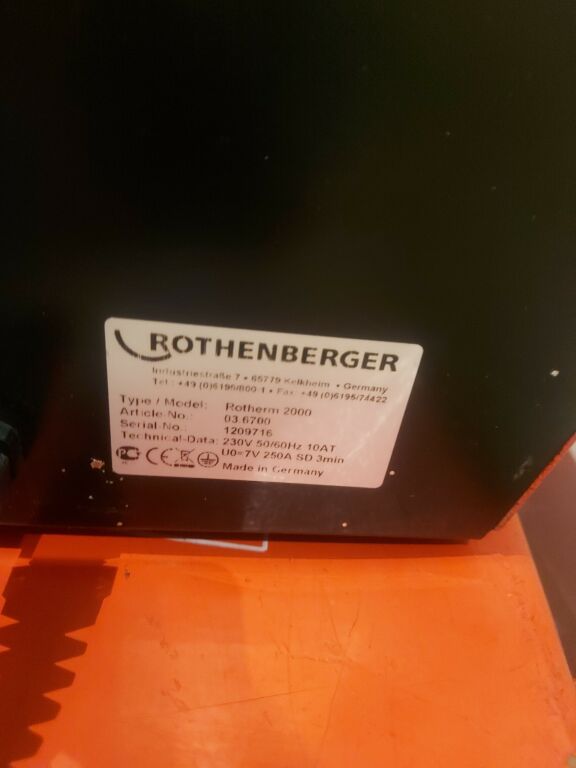 ROTHENBERGER
Industriestraße 7 • 65779 Kelkheim • Germany
Tel.: +49 (0)6195/800-1 • Fax: +49 (0)6195/74422
Type / Model: Rotherm 2000
Article-No.: 03.6700
Serial-No.: 1209716
Technical-Data: 230V 50/60Hz 10AT
U0=7V 250A SD 3min
CE
Made in Germany